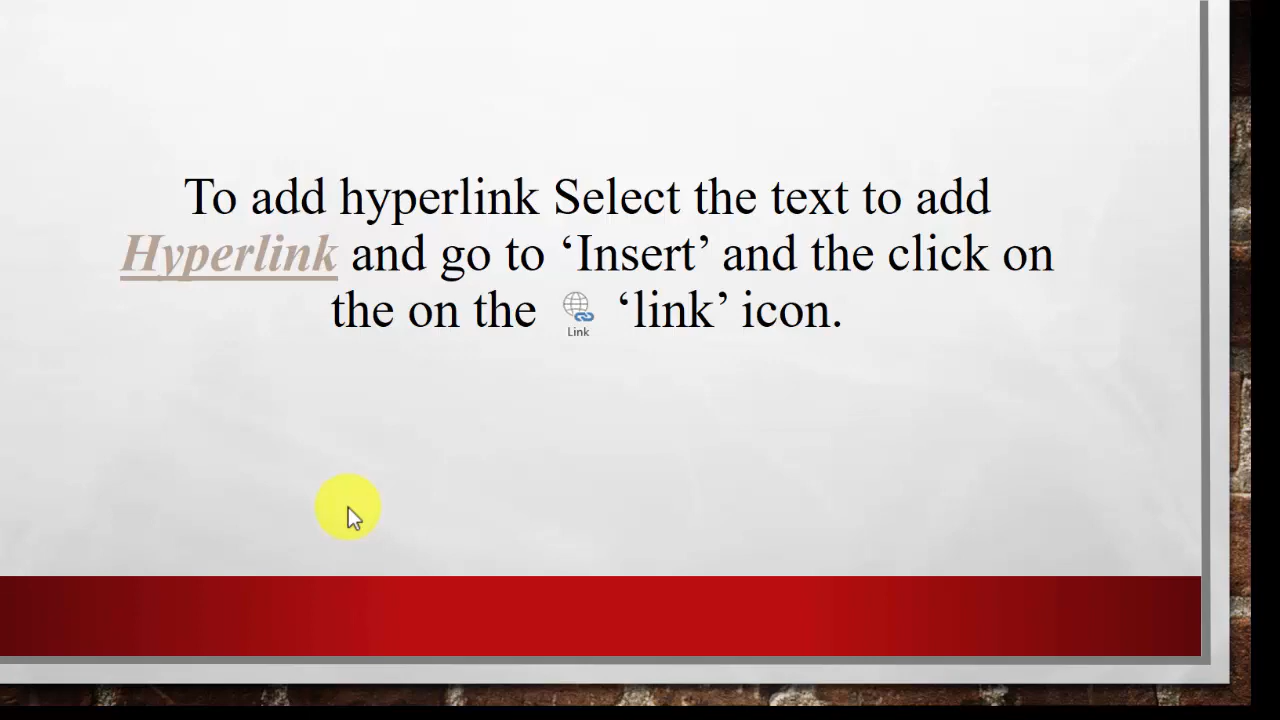 To add hyperlink Select the text to add
Hyperlink and go to ‘Insert’ and the click on
the on the Link ‘link’ icon.